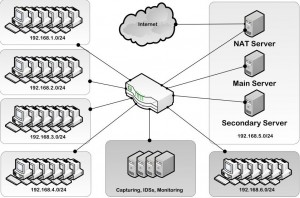 Internet
192.168.1.0/24
NAT Server
192.168.2.0/24
Main Server
192.168.3.0/24
Secondary Server
192.168.5.0/24
192.168.4.0/24
Capturing, IDSs, Monitoring
192.168.6.0/24